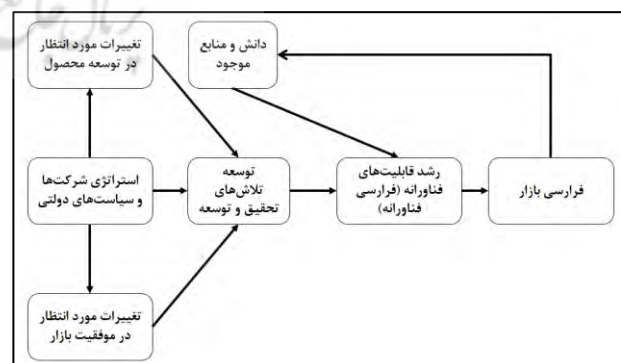 تغییرات مورد انتظار
در توسعه محصول
دانش و منابع
موجود
استراتژی شرکت‌ها
و سیاست‌های دولتی
توسعه
تلاش‌های
تحقیق و توسعه
رشد قابلیت‌های
فناورانه (فرارسی
فناورانه)
فرارسی بازار
تغییرات مورد انتظار
در موفقیت بازار